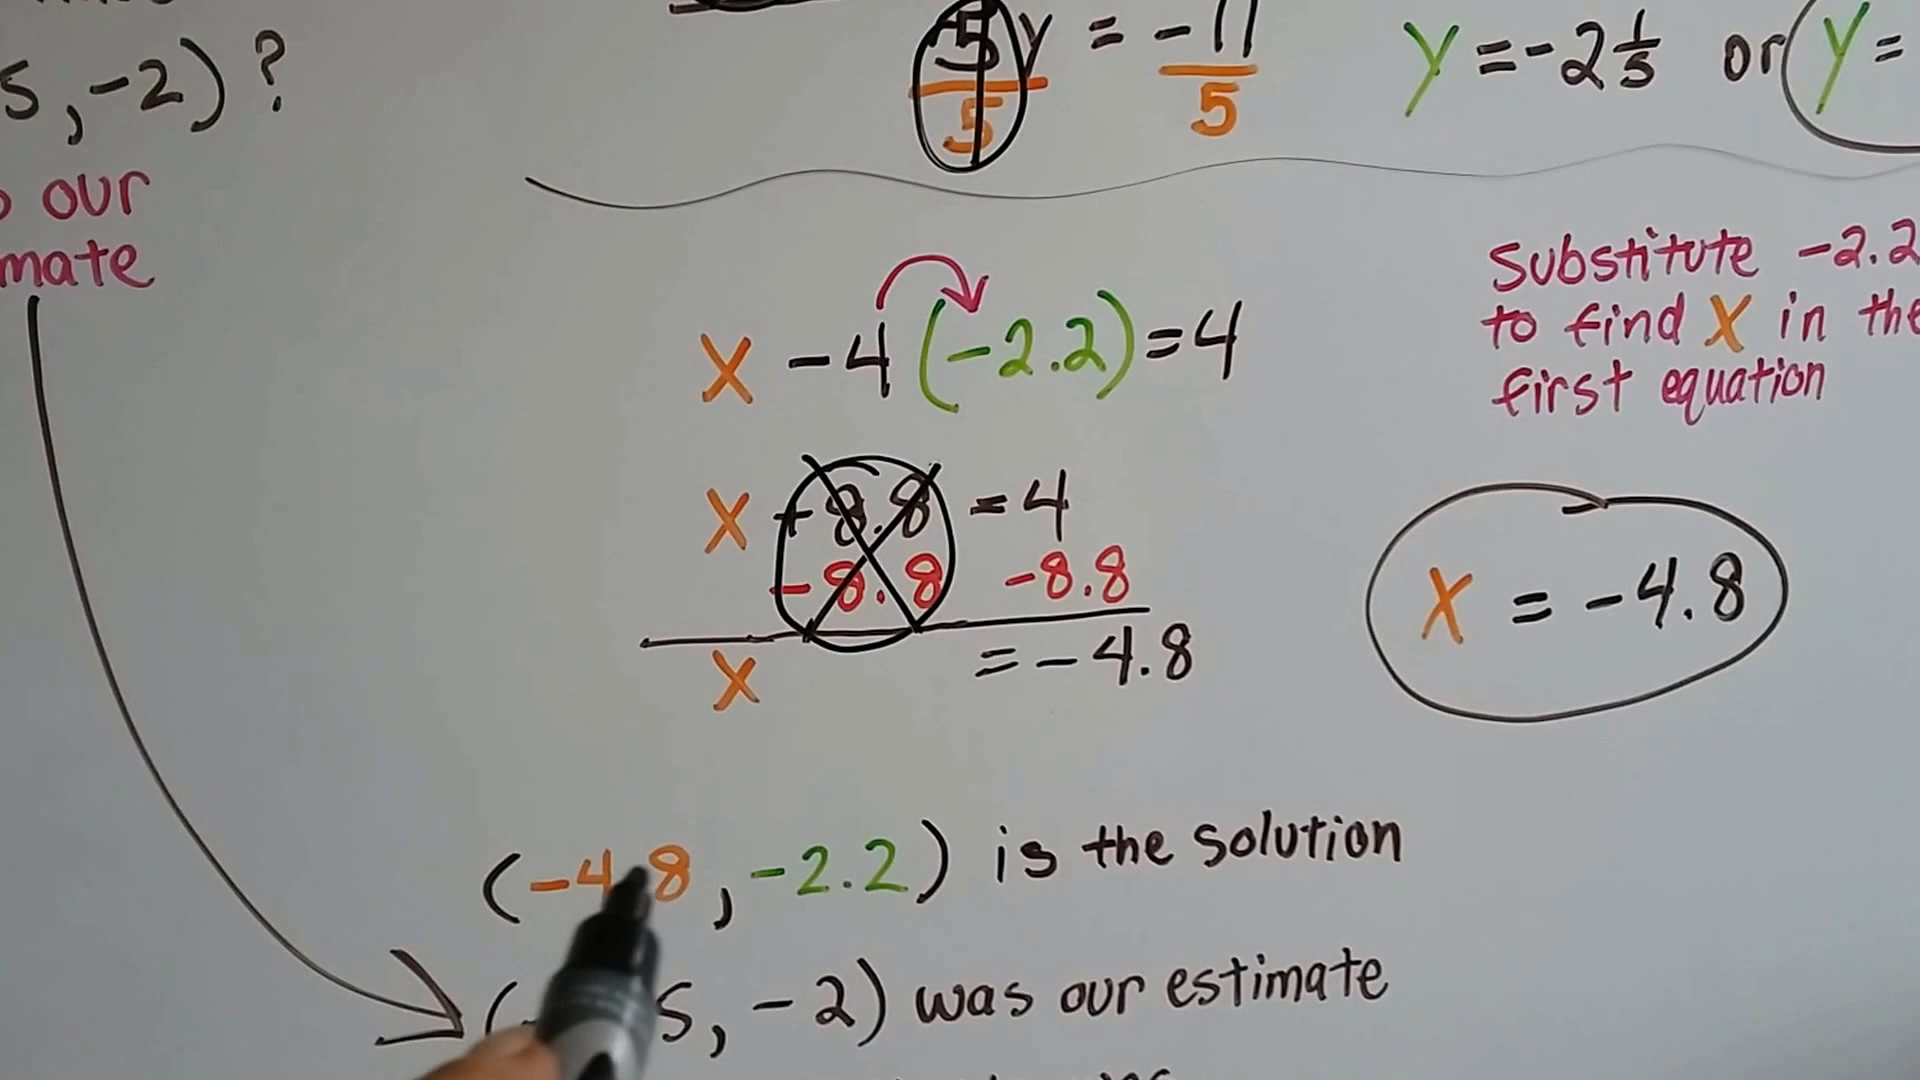 5y = -11
5 5
y = -2 1/5 or y =
5, -2)?
our
mate
x - 4(-2.2) = 4
Substitute -2.2
to find x in the
first equation
x + 8.8 = 4
- 8.8 -8.8
x = -4.8
x = -4.8
(-4.8, -2.2) is the solution
5, -2) was our estimate